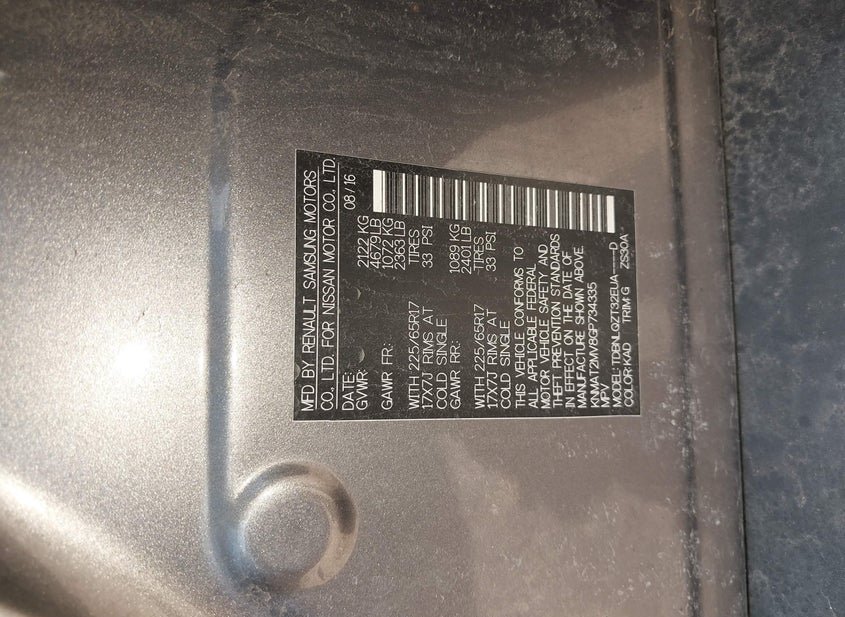 MFD BY RENAULT SAMSUNG MOTORS
CO., LTD. FOR NISSAN MOTOR CO., LTD.
DATE: 08/16
GVWR: 2122 KG
4679 LB
GAWR FR: 1072 KG
2363 LB
WITH 225/65R17 TIRES
17X7J RIMS AT 33 PSI
COLD SINGLE
GAWR RR: 1089 KG
2401 LB
WITH 225/65R17 TIRES
17X7J RIMS AT 33 PSI
COLD SINGLE
THIS VEHICLE CONFORMS TO
ALL APPLICABLE FEDERAL
MOTOR VEHICLE SAFETY AND
THEFT PREVENTION STANDARDS
IN EFFECT ON THE DATE OF
MANUFACTURE SHOWN ABOVE.
KNMAT2MV8GP734335
MPV
MODEL: TDBNLQZT32EUA-----D
COLOR: KAD TRIM: G ZS30A